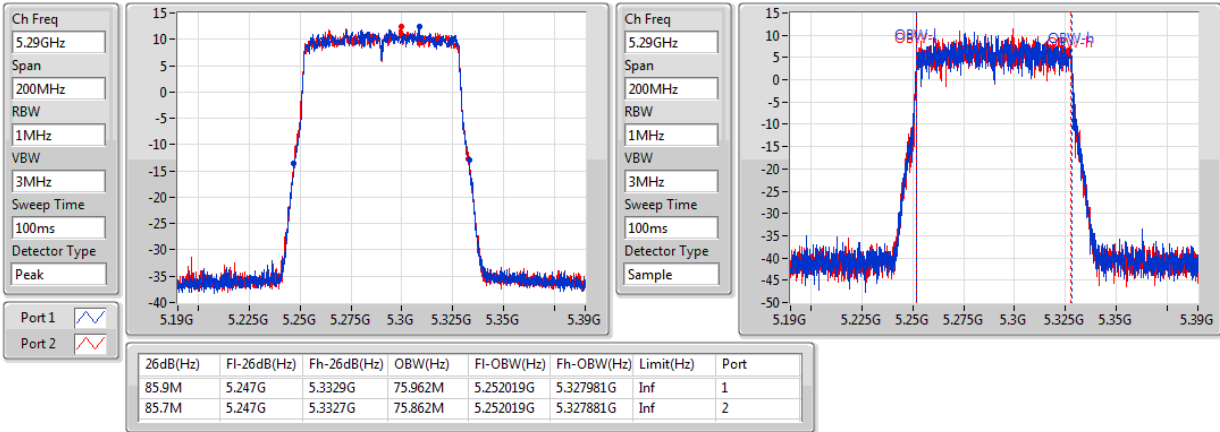 Ch Freq
5.29GHz
Span
200MHz
RBW
1MHz
VBW
3MHz
Sweep Time
100ms
Detector Type
Peak
15
10
5
0
-5
-10
-15
-20
-25
-30
-35
-40
5.19G 5.225G 5.25G 5.275G 5.3G 5.325G 5.35G 5.39G
Ch Freq
5.29GHz
Span
200MHz
RBW
1MHz
VBW
3MHz
Sweep Time
100ms
Detector Type
Sample
15
10
5
0
-5
-10
-15
-20
-25
-30
-35
-40
-45
-50
OBW-l
OBW-h
5.19G 5.225G 5.25G 5.275G 5.3G 5.325G 5.35G 5.39G
Port 1
Port 2
26dB(Hz) Fl-26dB(Hz) Fh-26dB(Hz) OBW(Hz) Fl-OBW(Hz) Fh-OBW(Hz) Limit(Hz) Port
85.9M 5.247G 5.3329G 75.962M 5.252019G 5.327981G Inf 1
85.7M 5.247G 5.3327G 75.862M 5.252019G 5.327881G Inf 2